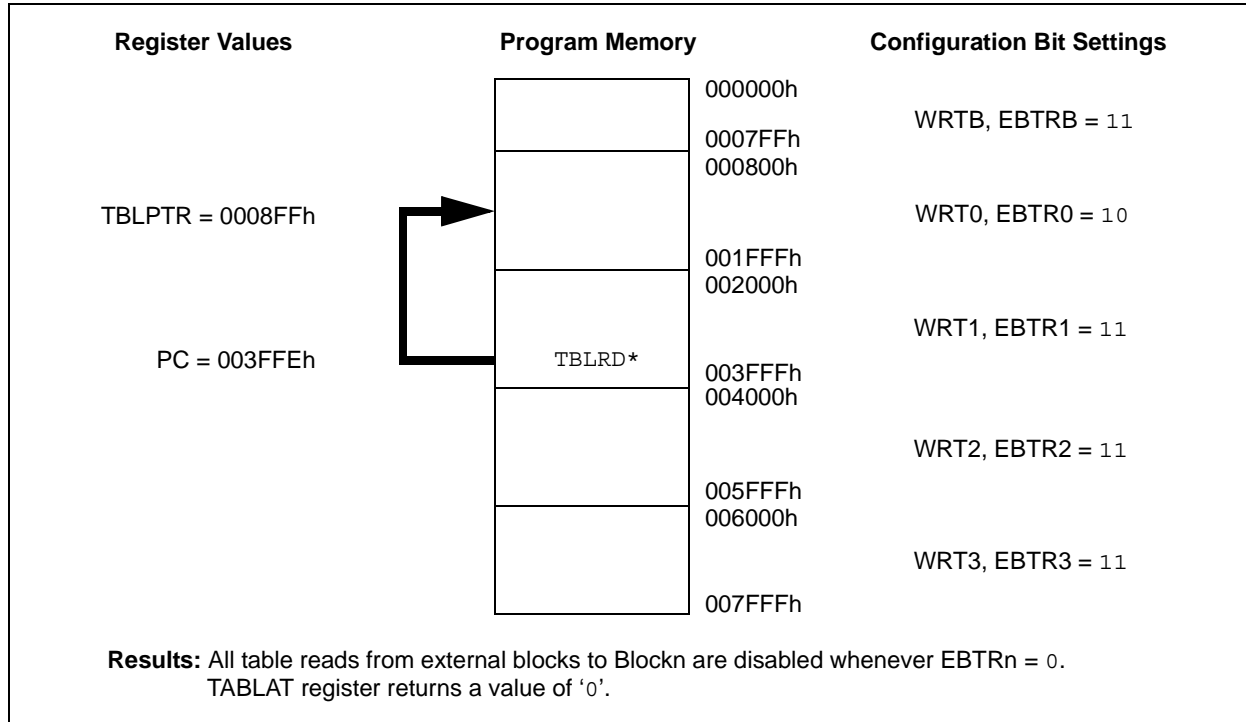 Register Values
Program Memory
Configuration Bit Settings
000000h
WRTB, EBTRB = 11
0007FFh
000800h
TBLPTR = 0008FFh
WRT0, EBTR0 = 10
001FFFh
002000h
WRT1, EBTR1 = 11
PC = 003FFEh
TBLRD*
003FFFh
004000h
WRT2, EBTR2 = 11
005FFFh
006000h
WRT3, EBTR3 = 11
007FFFh
Results: All table reads from external blocks to Blockn are disabled whenever EBTRn = 0.
TABLAT register returns a value of ‘0’.